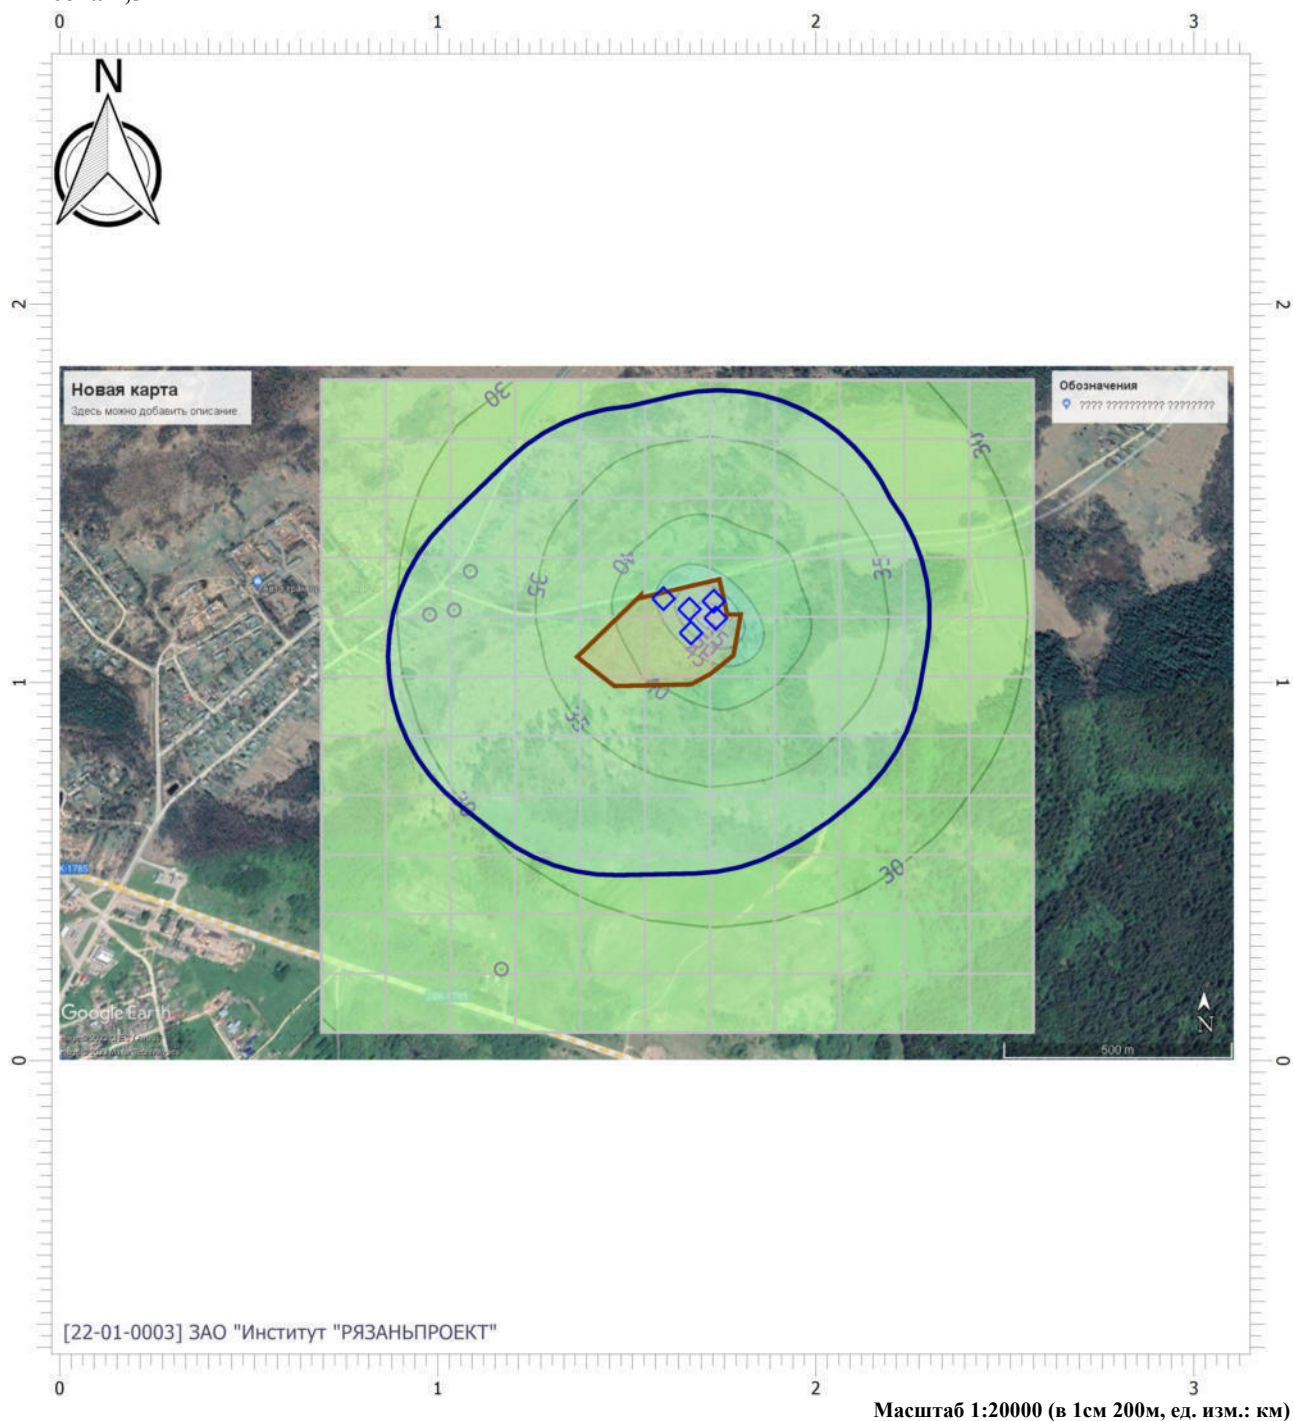 0 1 2 3
N
2 2
Новая карта
Здесь можно добавить описание.
Обозначения
???? ?????????? ????????
30
30
40
35
35
1 1
40
35
30
30
Google Earth
N
500 m
0 0
[22-01-0003] ЗАО "Институт "РЯЗАНЬПРОЕКТ"
0 1 2 3
Масштаб 1:20000 (в 1см 200м, ед. изм.: км)